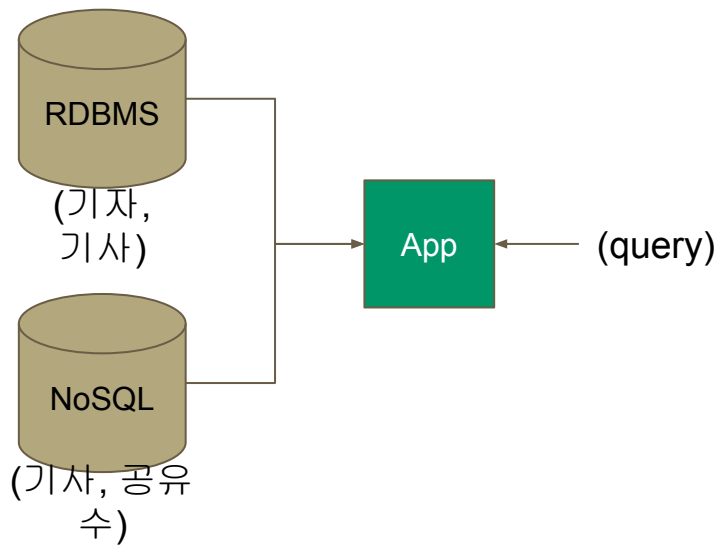 RDBMS
(기자,
기사)
App
(query)
NoSQL
(기사, 공유
수)